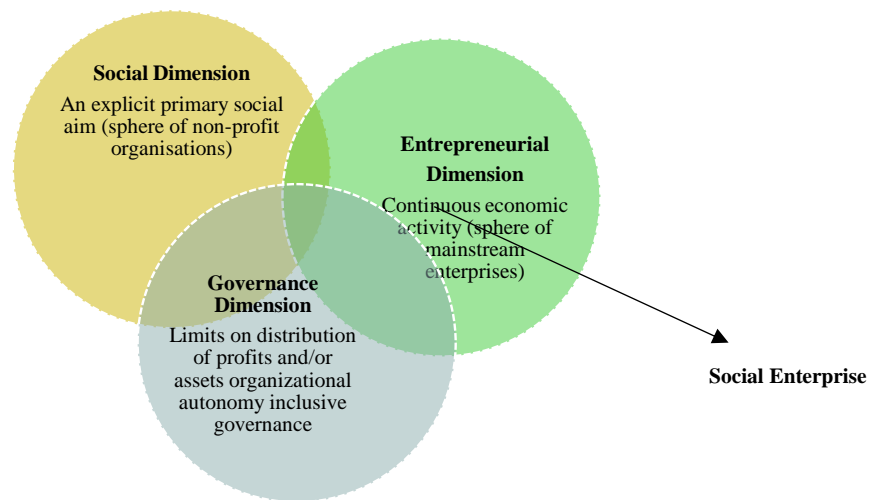 Social Dimension
An explicit primary social
aim (sphere of non-profit
organisations)
Entrepreneurial
Dimension
Continuous economic
activity (sphere of
mainstream
enterprises)
Governance
Dimension
Limits on distribution
of profits and/or
assets organizational
autonomy inclusive
governance
Social Enterprise